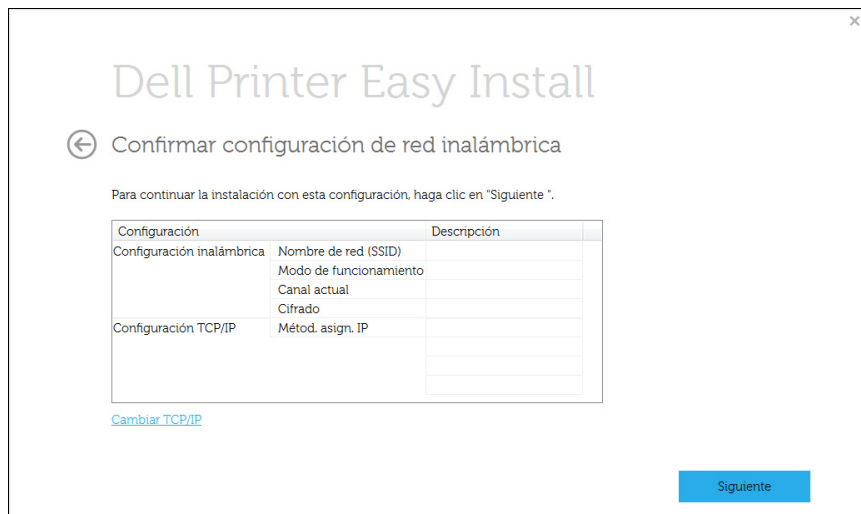 Dell Printer Easy Install
Confirmar configuración de red inalámbrica
Para continuar la instalación con esta configuración, haga clic en "Siguiente ".
Configuración Descripción
Configuración inalámbrica Nombre de red (SSID)
Modo de funcionamiento
Canal actual
Cifrado
Configuración TCP/IP Métod. asign. IP
Cambiar TCP/IP
Siguiente